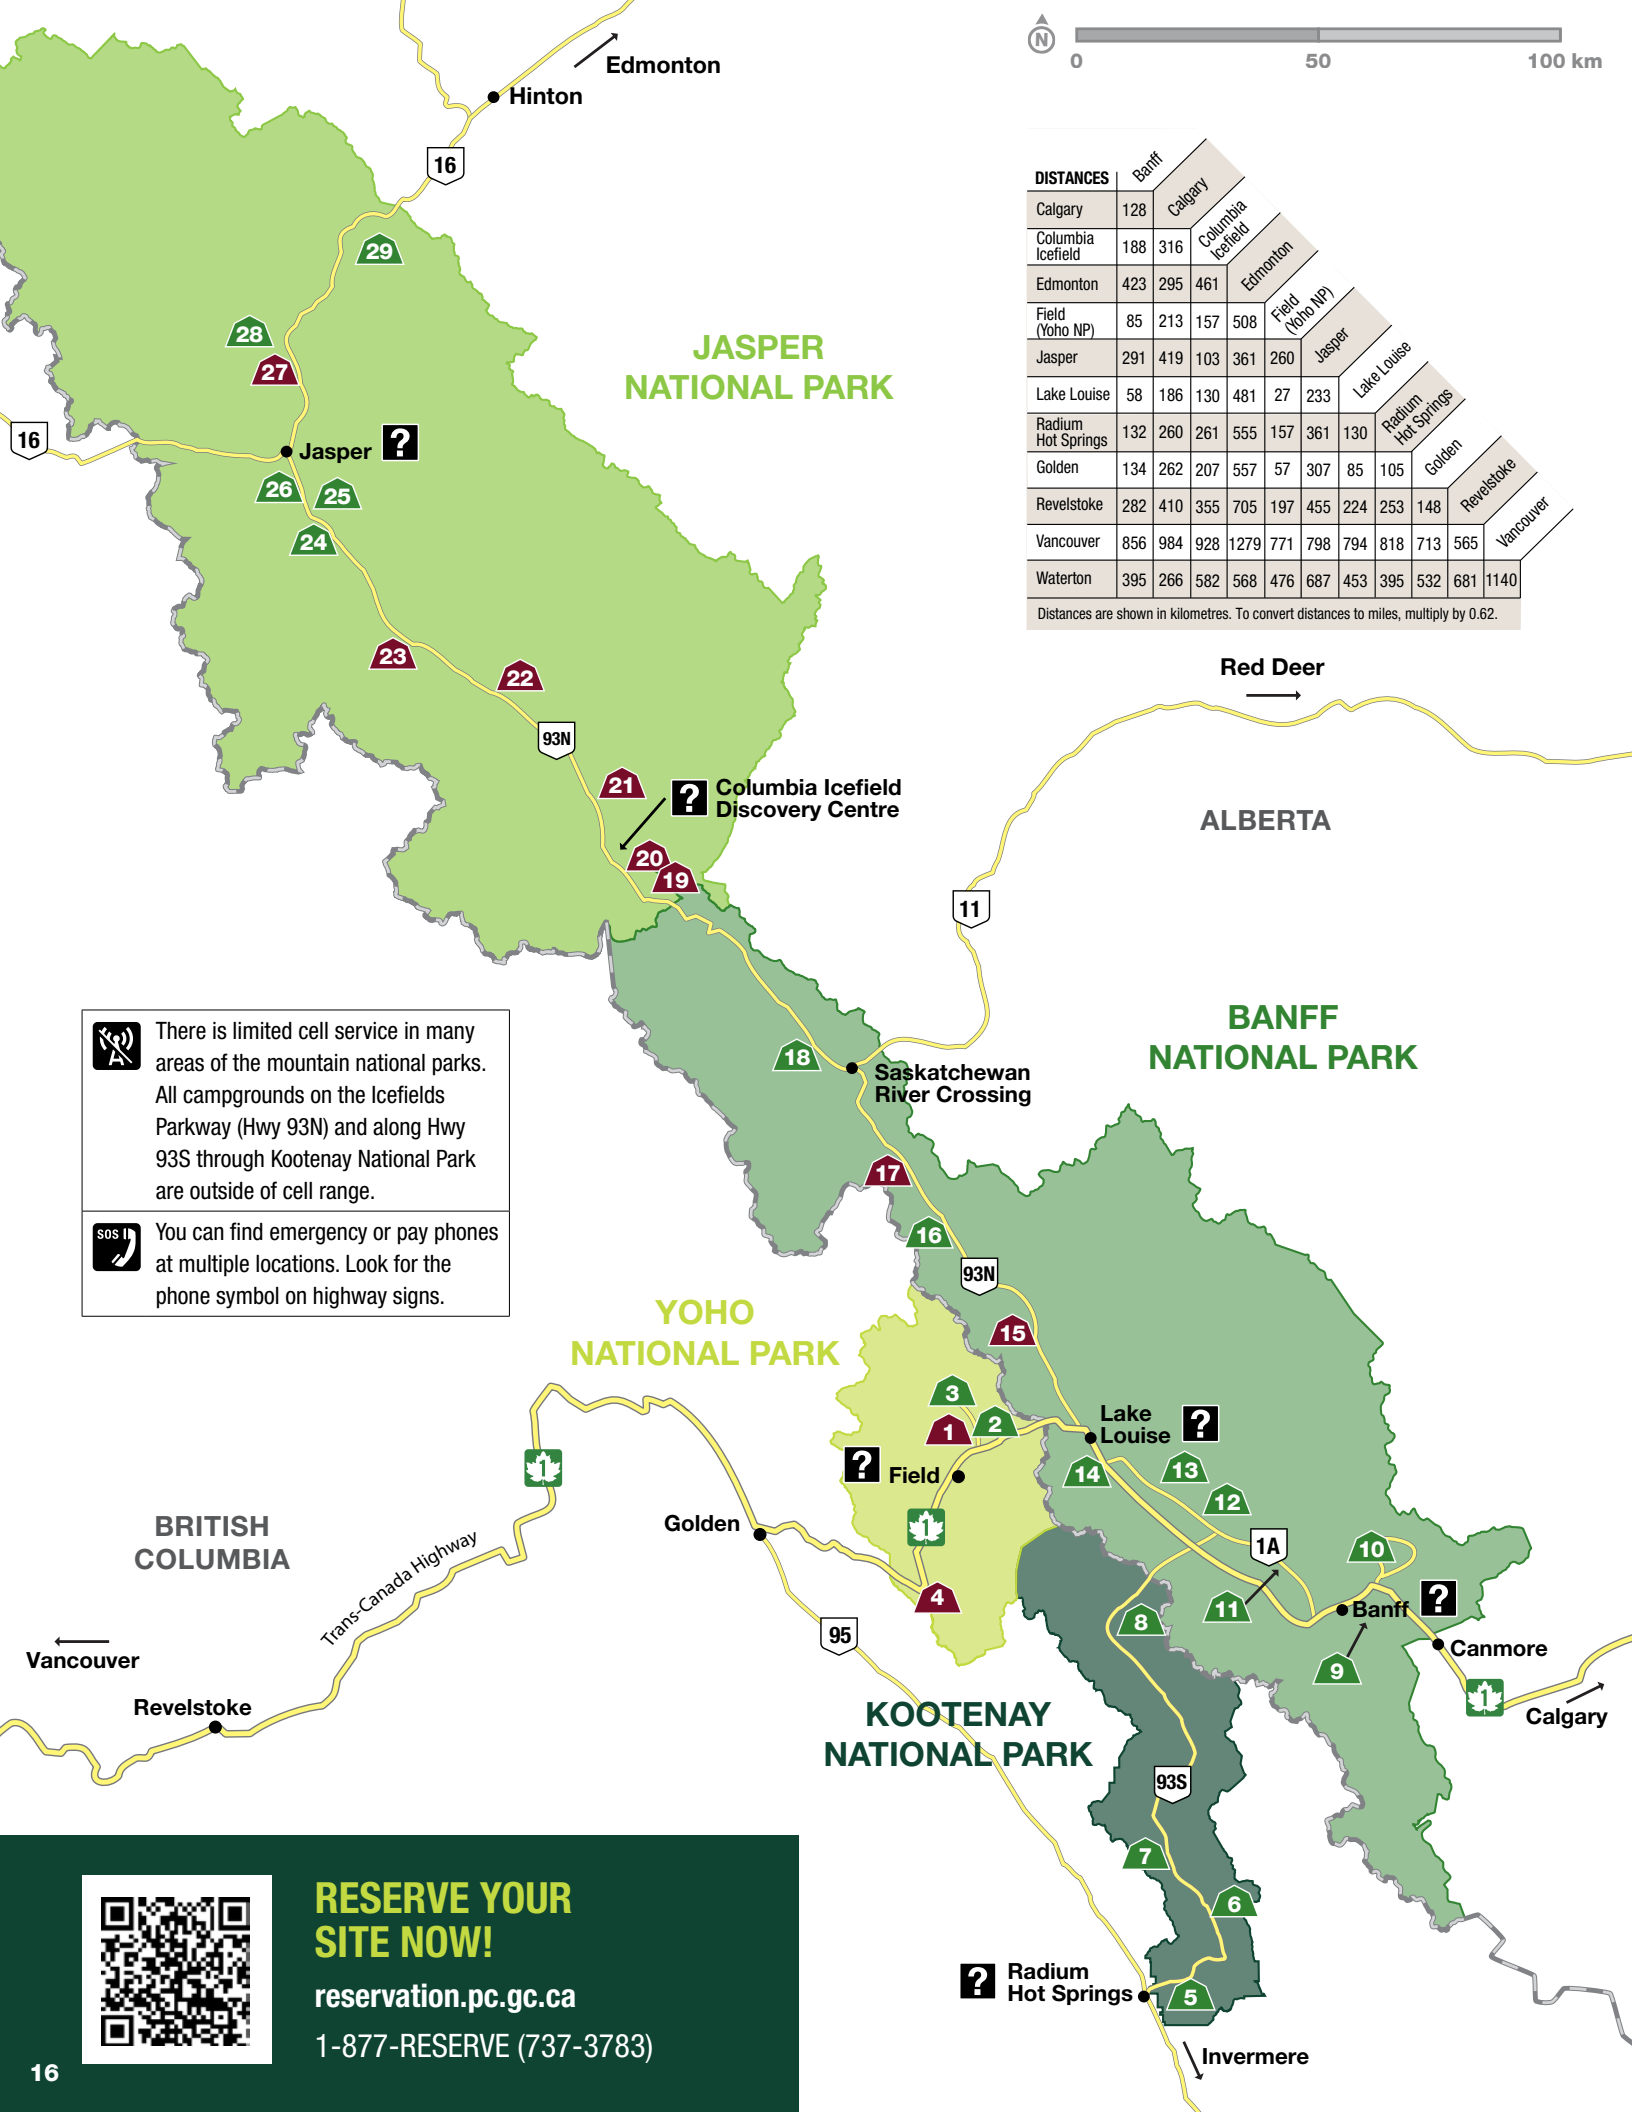 Edmonton
Hinton
16
N
0
50
100 km
29
28
27
JASPER
NATIONAL PARK
16
Jasper
?
26
25
24
23
22
93N
21
?
Columbia Icefield
Discovery Centre
20
19
DISTANCES Banff
Calgary 128 Calgary
Columbia
Icefield 188 316 Columbia
Icefield
Edmonton 423 295 461 Edmonton
Field
(Yoho NP) 85 213 157 508 Field
(Yoho NP)
Jasper 291 419 103 361 260 Jasper
Lake Louise 58 186 130 481 27 233 Lake Louise
Radium
Hot Springs 132 260 261 555 157 361 130 Radium
Hot Springs
Golden 134 262 207 557 57 307 85 105 Golden
Revelstoke 282 410 355 705 197 455 224 253 148 Revelstoke
Vancouver 856 984 928 1279 771 798 794 818 713 565 Vancouver
Waterton 395 266 582 568 476 687 453 395 532 681 1140
Distances are shown in kilometres. To convert distances to miles, multiply by 0.62.
Red Deer
ALBERTA
11
BANFF
NATIONAL PARK
18
Saskatchewan
River Crossing
17
16
93N
15
There is limited cell service in many
areas of the mountain national parks.
All campgrounds on the Icefields
Parkway (Hwy 93N) and along Hwy
93S through Kootenay National Park
are outside of cell range.
SOS
You can find emergency or pay phones
at multiple locations. Look for the
phone symbol on highway signs.
YOHO
NATIONAL PARK
3
2
1
?
Field
1
4
Lake
Louise
?
14
13
12
1A
10
11
?
Banff
9
8
Canmore
1
Calgary
1
Golden
95
BRITISH
COLUMBIA
Trans-Canada Highway
Vancouver
Revelstoke
KOOTENAY
NATIONAL PARK
93S
7
6
?
Radium
Hot Springs
5
Invermere
RESERVE YOUR
SITE NOW!
reservation.pc.gc.ca
1-877-RESERVE (737-3783)
16